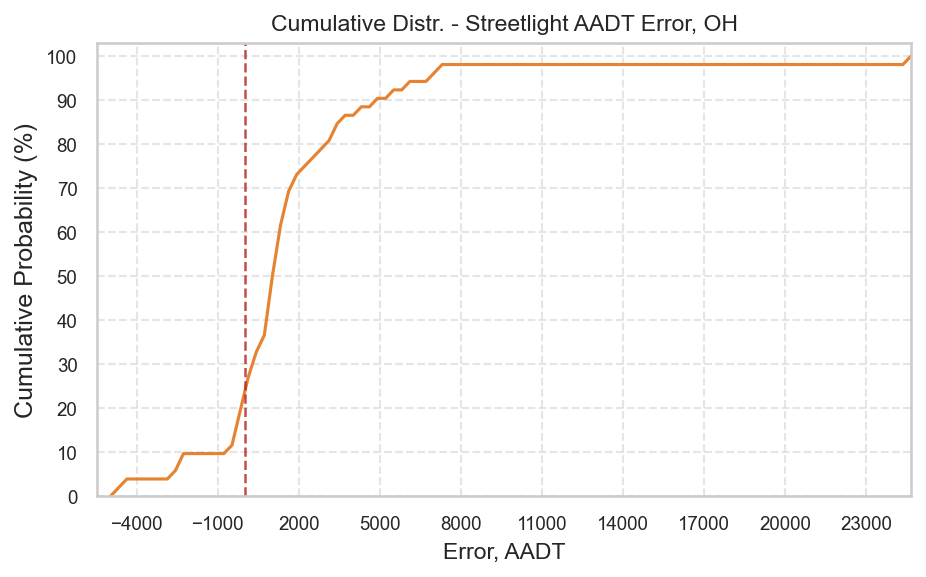 Cumulative Distr. - Streetlight AADT Error, OH
Cumulative Probability (%)
100
90
80
70
60
50
40
30
20
10
0
−4000 −1000 2000 5000 8000 11000 14000 17000 20000 23000
Error, AADT